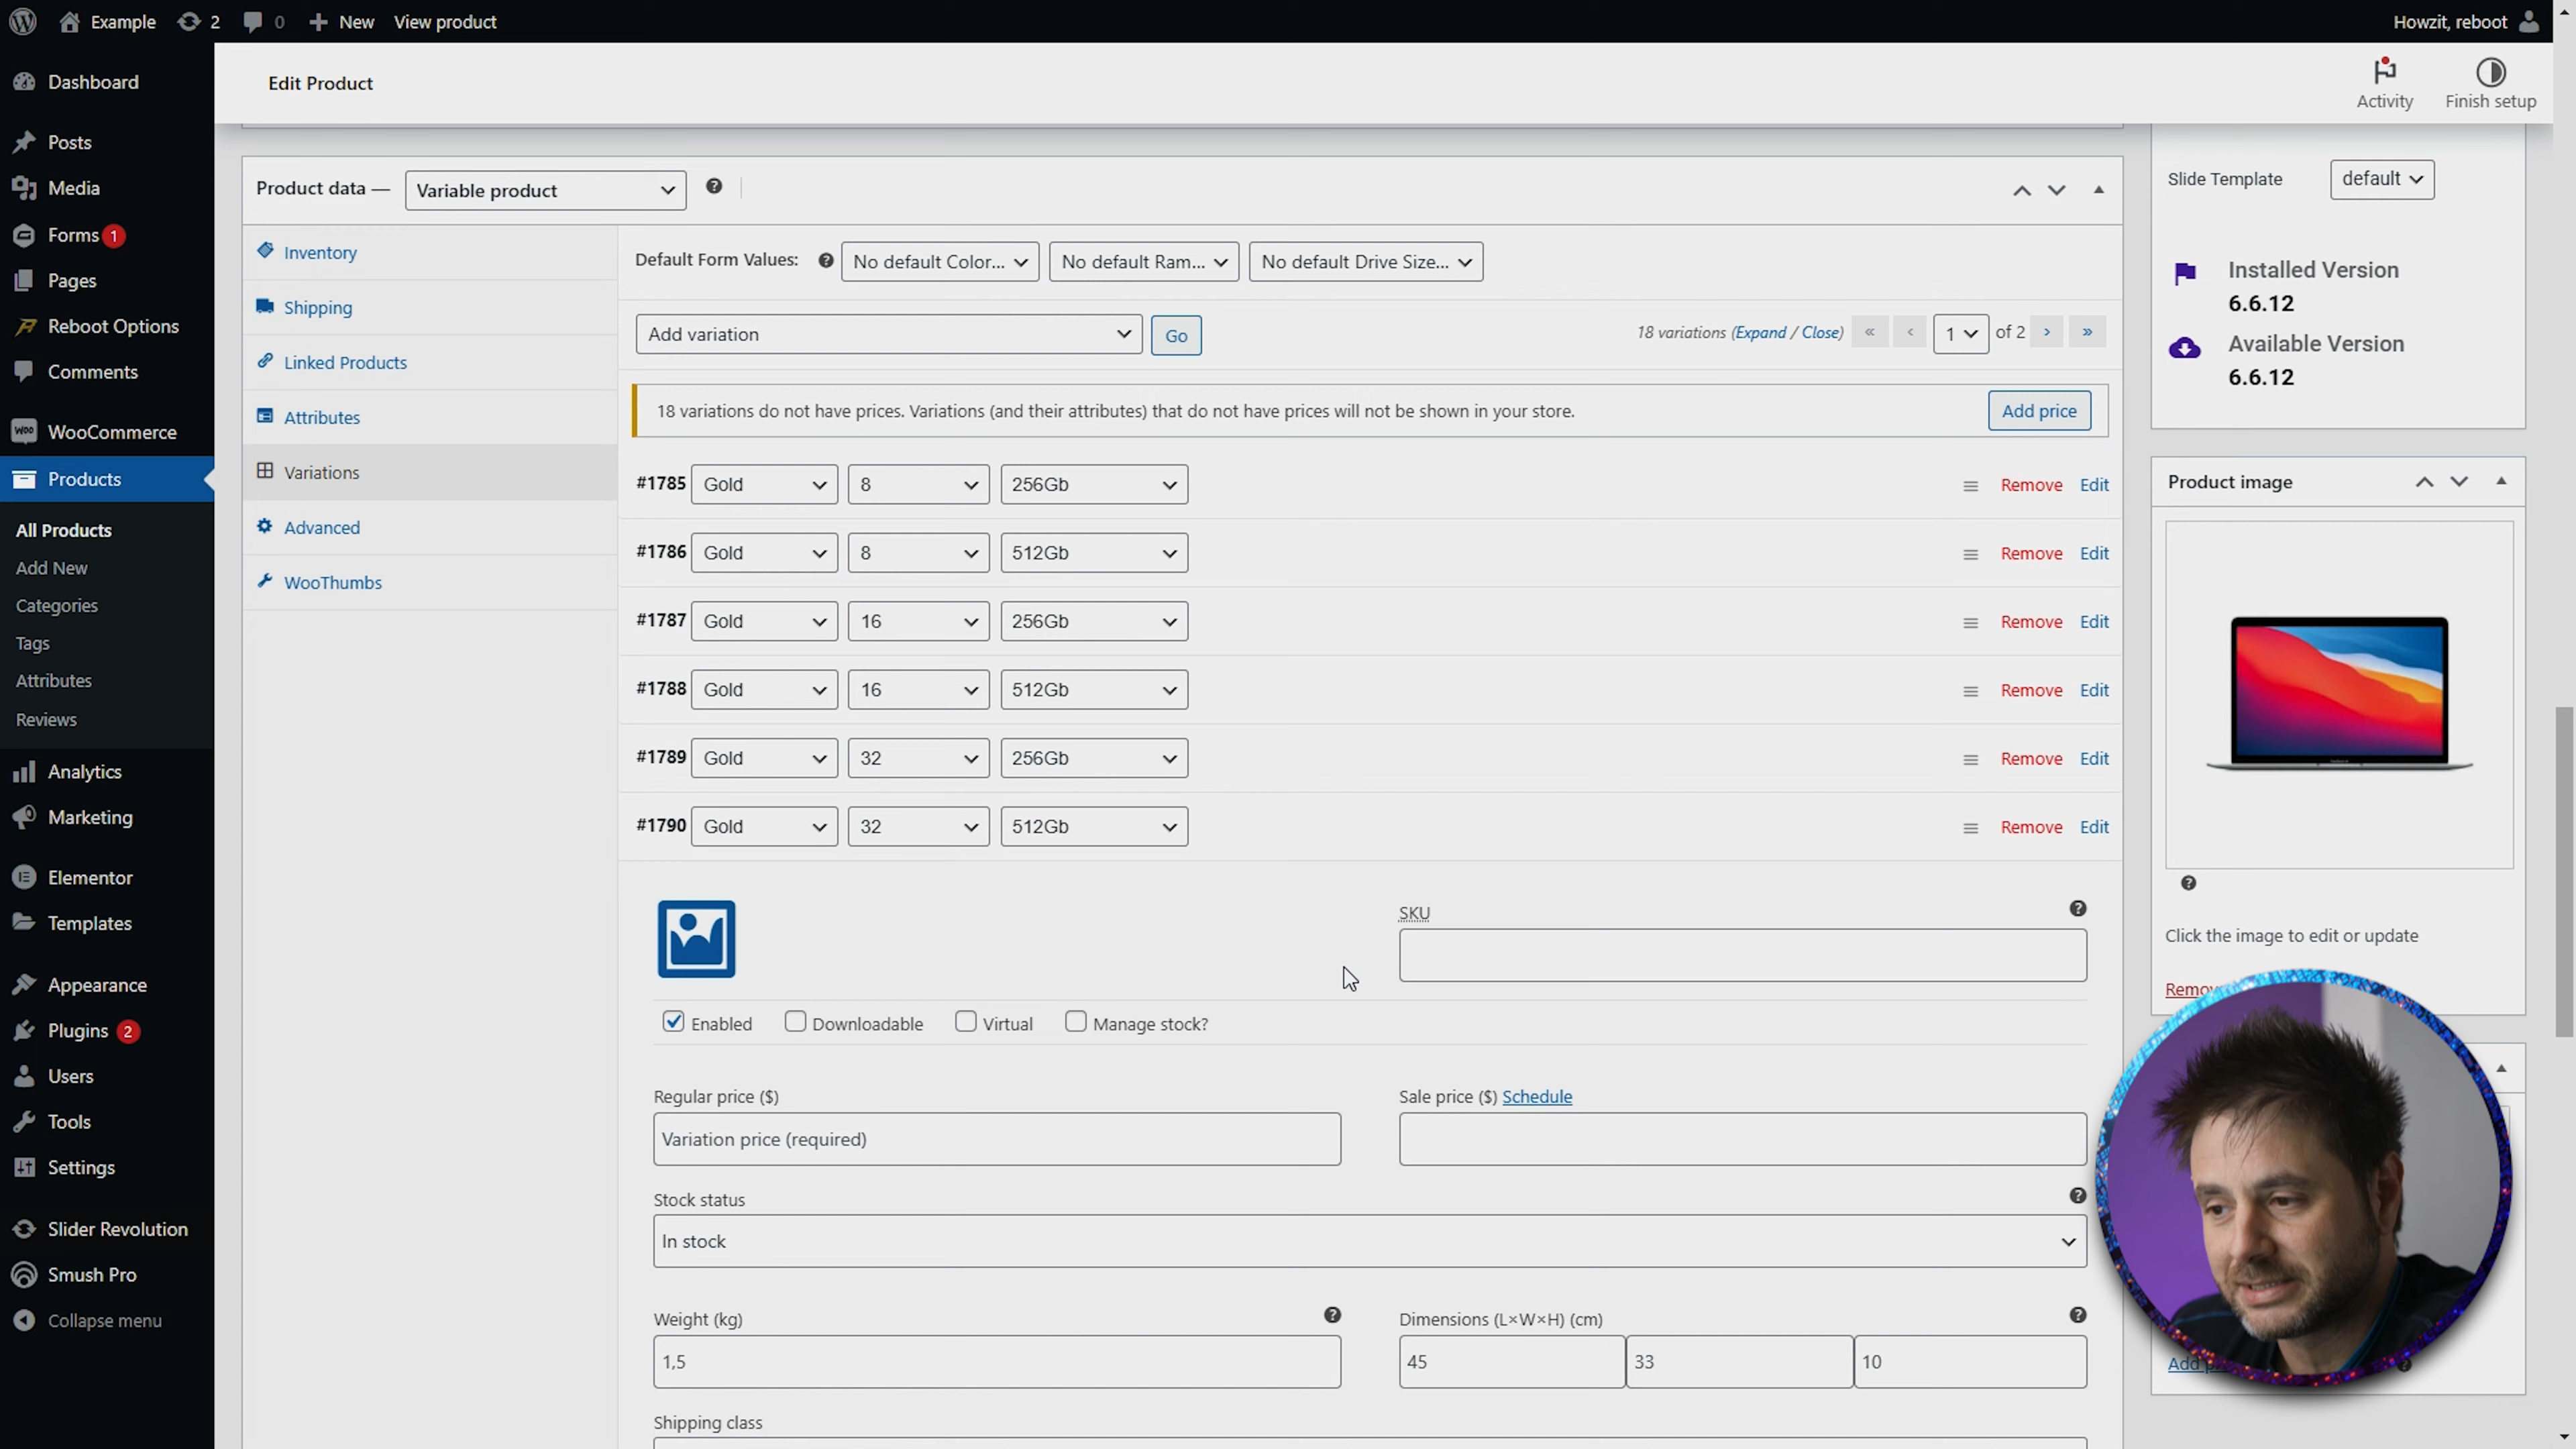 Example 2 0 New View product Howzit, reboot
Edit Product
Activity
Finish setup
Dashboard
Posts
Media
Forms 1
Pages
Reboot Options
Comments
WooCommerce
Products
All Products
Add New
Categories
Tags
Attributes
Reviews
Analytics
Marketing
Elementor
Templates
Appearance
Plugins 2
Users
Tools
Settings
Slider Revolution
Smush Pro
Collapse menu
Product data — Variable product
Inventory
Shipping
Linked Products
Attributes
Variations
Advanced
WooThumbs
Default Form Values: No default Color... No default Ram... No default Drive Size...
Add variation Go 18 variations (Expand / Close) « ‹ 1 of 2 › »
18 variations do not have prices. Variations (and their attributes) that do not have prices will not be shown in your store. Add price
#1785 Gold 8 256Gb Remove Edit
#1786 Gold 8 512Gb Remove Edit
#1787 Gold 16 256Gb Remove Edit
#1788 Gold 16 512Gb Remove Edit
#1789 Gold 32 256Gb Remove Edit
#1790 Gold 32 512Gb Remove Edit
SKU
Enabled Downloadable Virtual Manage stock?
Regular price ($) Sale price ($) Schedule
Variation price (required)
Stock status
In stock
Weight (kg) Dimensions (L×W×H) (cm)
1,5 45 33 10
Shipping class
Slide Template default
Installed Version
6.6.12
Available Version
6.6.12
Product image
Click the image to edit or update